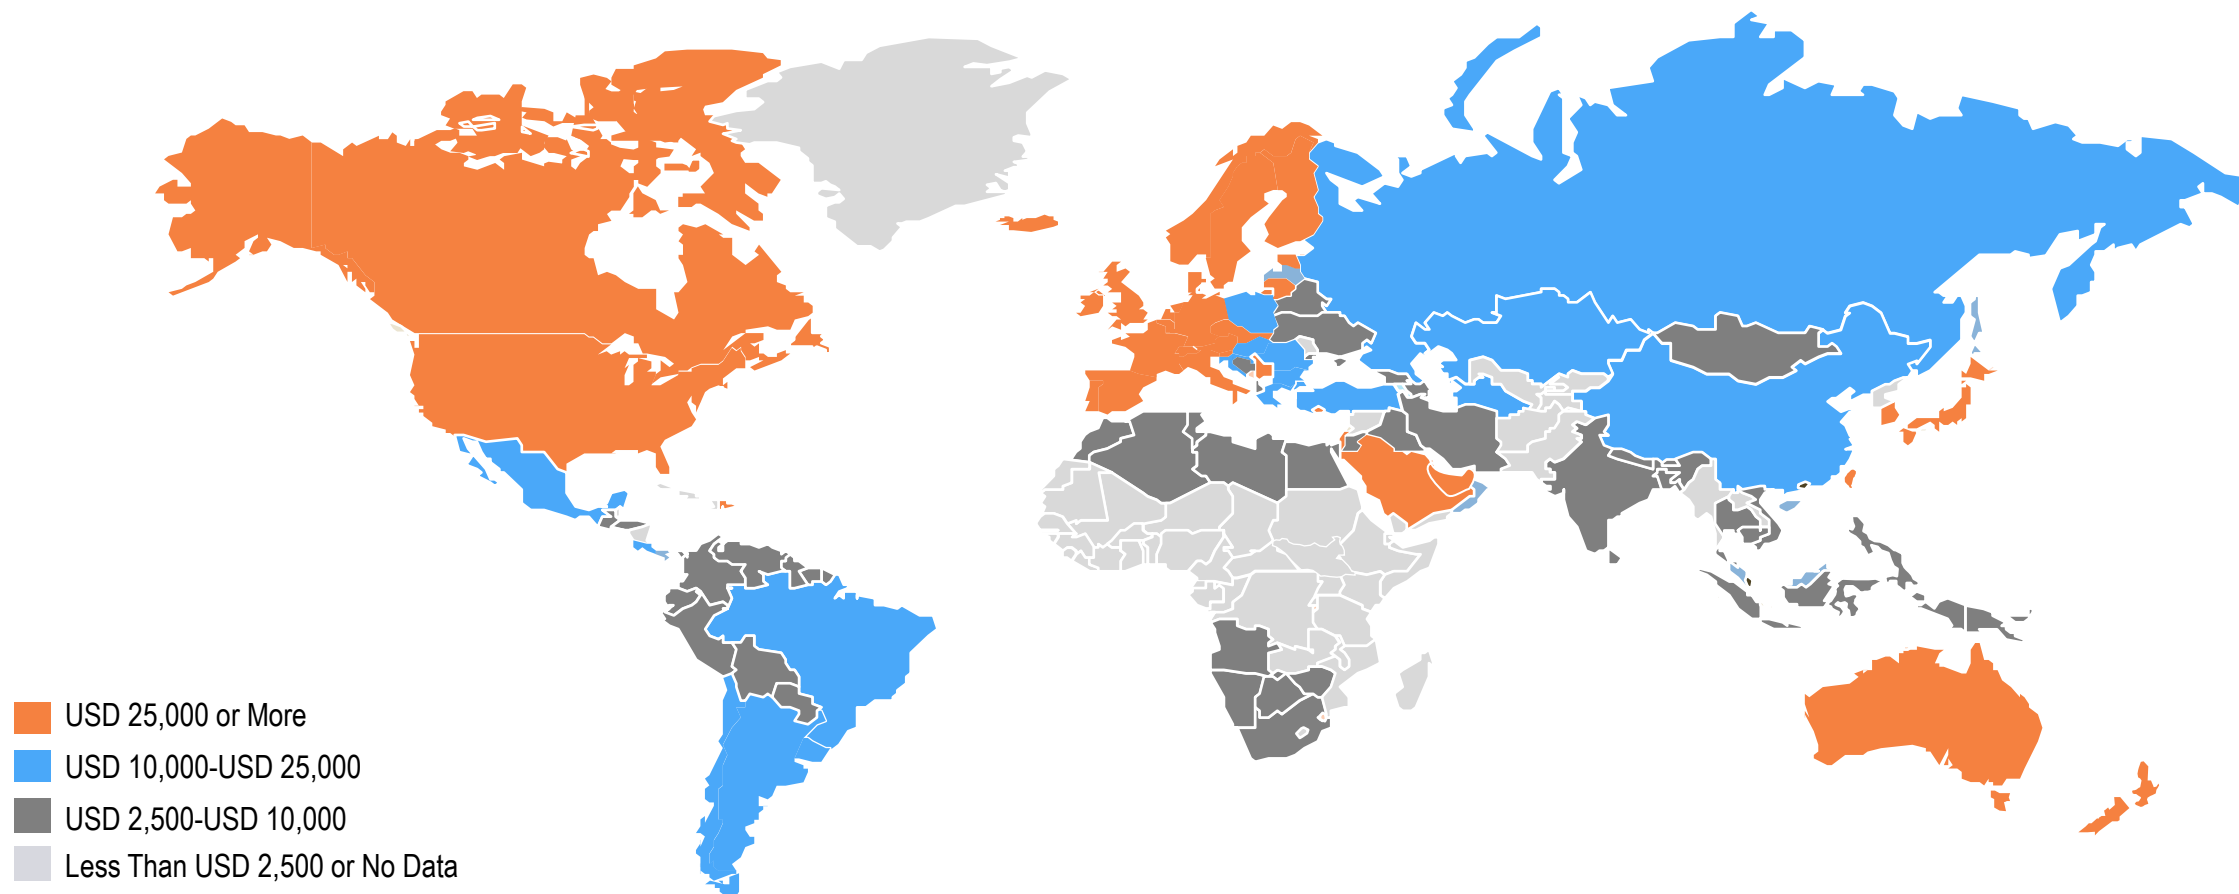 USD 25,000 or More
USD 10,000-USD 25,000
USD 2,500-USD 10,000
Less Than USD 2,500 or No Data